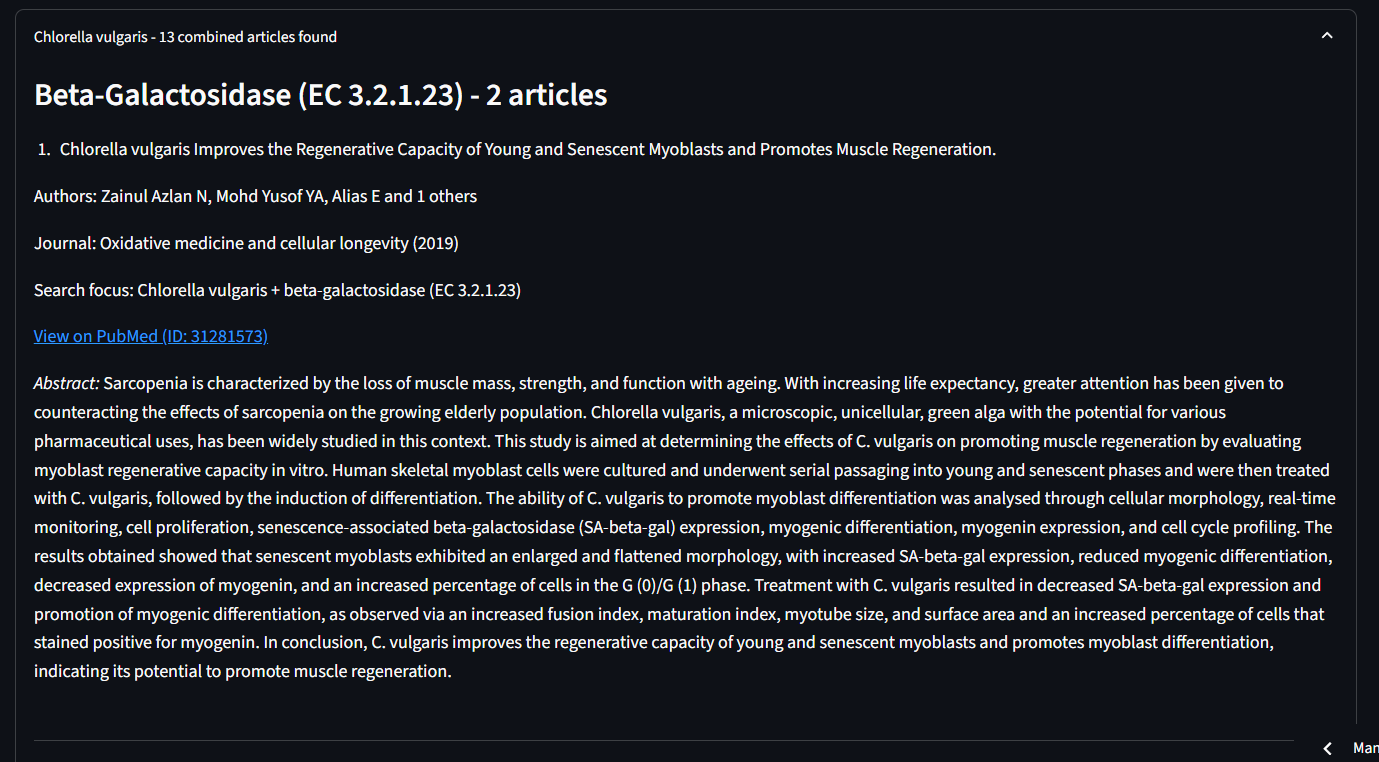 Chlorella vulgaris - 13 combined articles found
Beta-Galactosidase (EC 3.2.1.23) - 2 articles
1. Chlorella vulgaris Improves the Regenerative Capacity of Young and Senescent Myoblasts and Promotes Muscle Regeneration.
Authors: Zainul Azlan N, Mohd Yusof YA, Alias E and 1 others
Journal: Oxidative medicine and cellular longevity (2019)
Search focus: Chlorella vulgaris + beta-galactosidase (EC 3.2.1.23)
View on PubMed (ID: 31281573)
Abstract: Sarcopenia is characterized by the loss of muscle mass, strength, and function with ageing. With increasing life expectancy, greater attention has been given to
counteracting the effects of sarcopenia on the growing elderly population. Chlorella vulgaris, a microscopic, unicellular, green alga with the potential for various
pharmaceutical uses, has been widely studied in this context. This study is aimed at determining the effects of C. vulgaris on promoting muscle regeneration by evaluating
myoblast regenerative capacity in vitro. Human skeletal myoblast cells were cultured and underwent serial passaging into young and senescent phases and were then treated
with C. vulgaris, followed by the induction of differentiation. The ability of C. vulgaris to promote myoblast differentiation was analysed through cellular morphology, real-time
monitoring, cell proliferation, senescence-associated beta-galactosidase (SA-beta-gal) expression, myogenic differentiation, myogenin expression, and cell cycle profiling. The
results obtained showed that senescent myoblasts exhibited an enlarged and flattened morphology, with increased SA-beta-gal expression, reduced myogenic differentiation,
decreased expression of myogenin, and an increased percentage of cells in the G (0)/G (1) phase. Treatment with C. vulgaris resulted in decreased SA-beta-gal expression and
promotion of myogenic differentiation, as observed via an increased fusion index, maturation index, myotube size, and surface area and an increased percentage of cells that
stained positive for myogenin. In conclusion, C. vulgaris improves the regenerative capacity of young and senescent myoblasts and promotes myoblast differentiation,
indicating its potential to promote muscle regeneration.